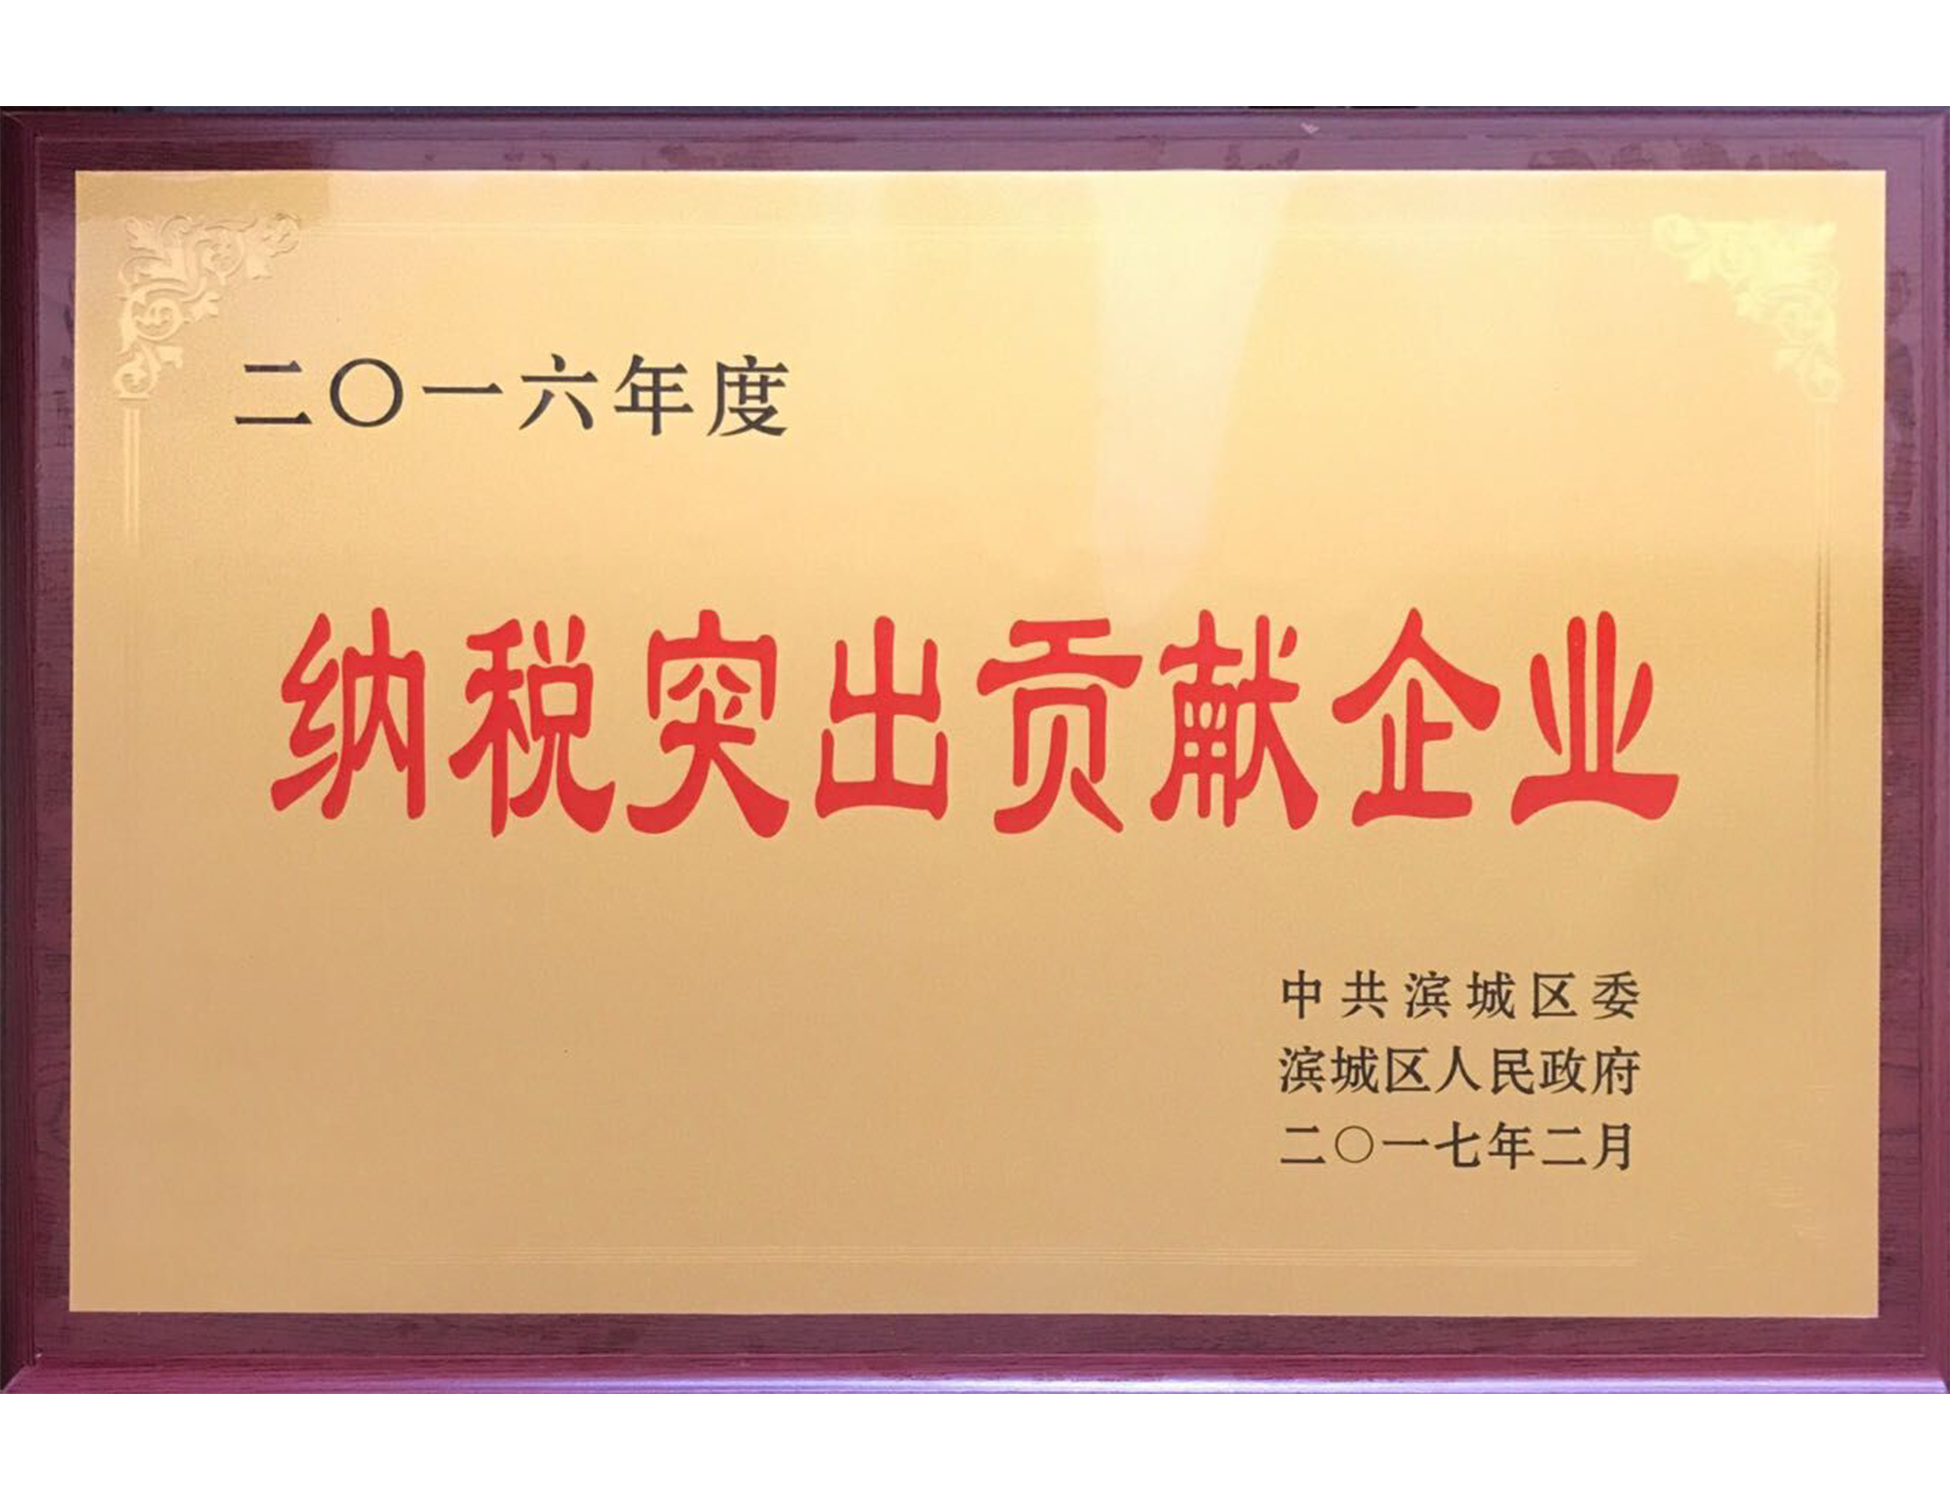 二〇一六年度
纳税突出贡献企业
中共滨城区委
滨城区人民政府
二〇一七年二月